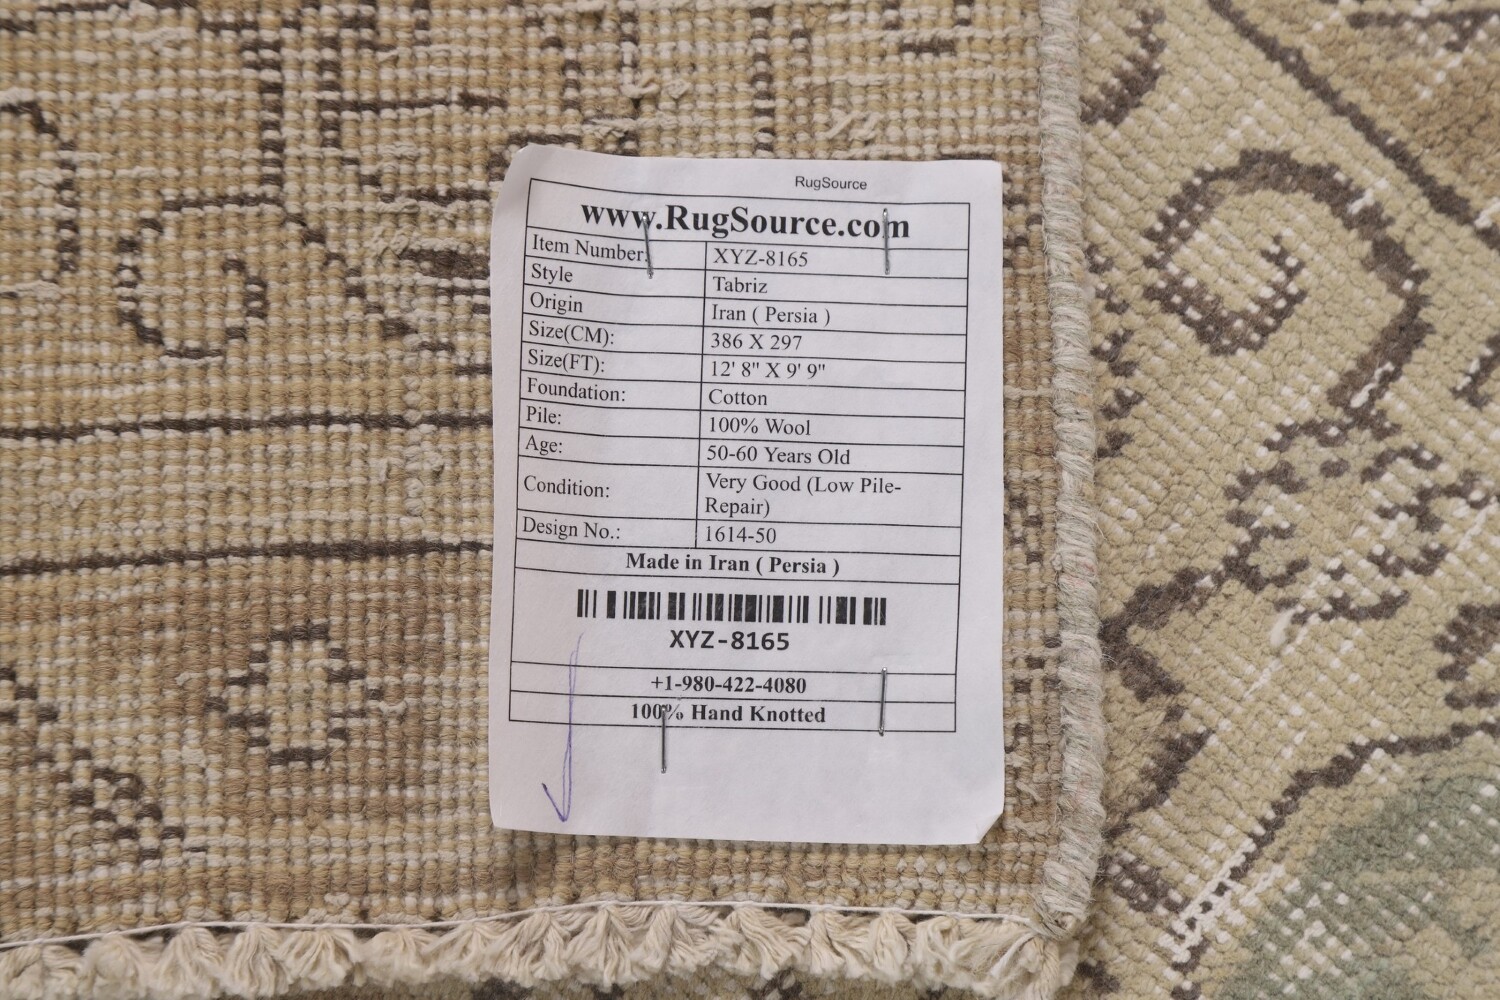 RugSource
www.RugSource.com
Item Number: XYZ-8165
Style Tabriz
Origin Iran ( Persia )
Size(CM): 386 X 297
Size(FT): 12' 8" X 9' 9"
Foundation: Cotton
Pile: 100% Wool
Age: 50-60 Years Old
Condition: Very Good (Low Pile-
Repair)
Design No.: 1614-50
Made in Iran ( Persia )
XYZ-8165
+1-980-422-4080
100% Hand Knotted